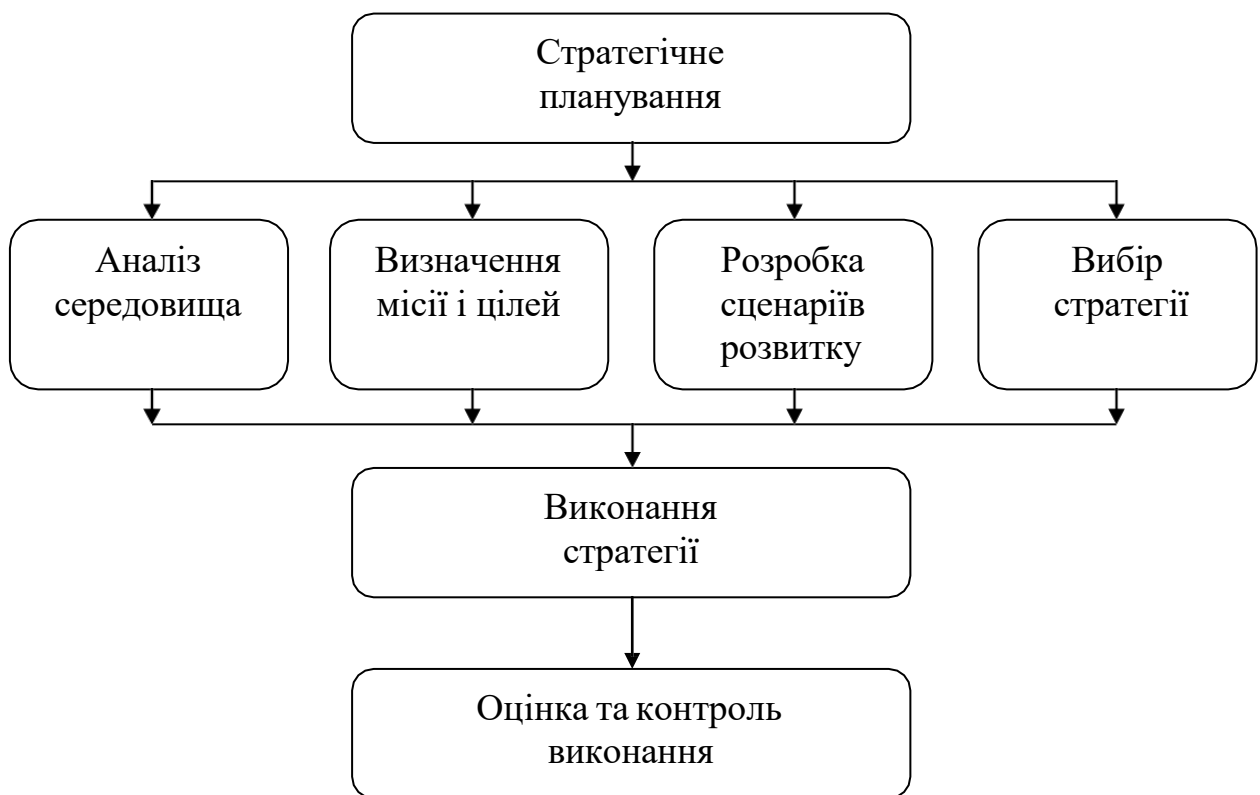 Стратегічне
планування
Аналіз
середовища
Визначення
місії і цілей
Розробка
сценаріїв
розвитку
Вибір
стратегії
Виконання
стратегії
Оцінка та контроль
виконання